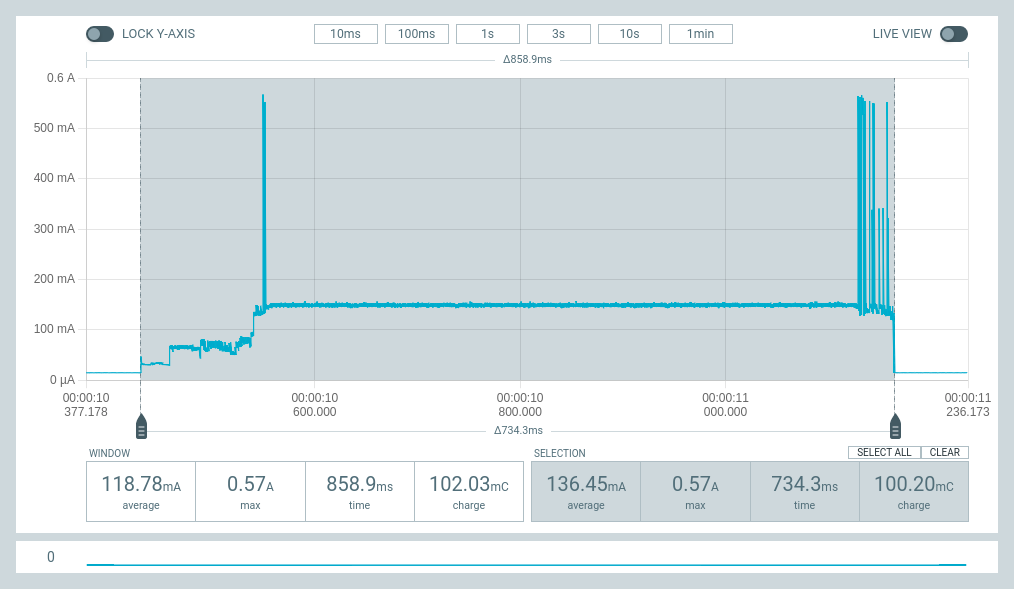 LOCK Y-AXIS 10ms 100ms 1s 3s 10s 1min LIVE VIEW
Δ858.9ms
0.6 A
500 mA
400 mA
300 mA
200 mA
100 mA
0 µA
00:00:10 00:00:10 00:00:10 00:00:11 00:00:11
377.178 600.000 800.000 000.000 236.173
Δ734.3ms
WINDOW SELECTION SELECT ALL CLEAR
118.78mA 0.57A 858.9ms 102.03mC 136.45mA 0.57A 734.3ms 100.20mC
average max time charge average max time charge
0